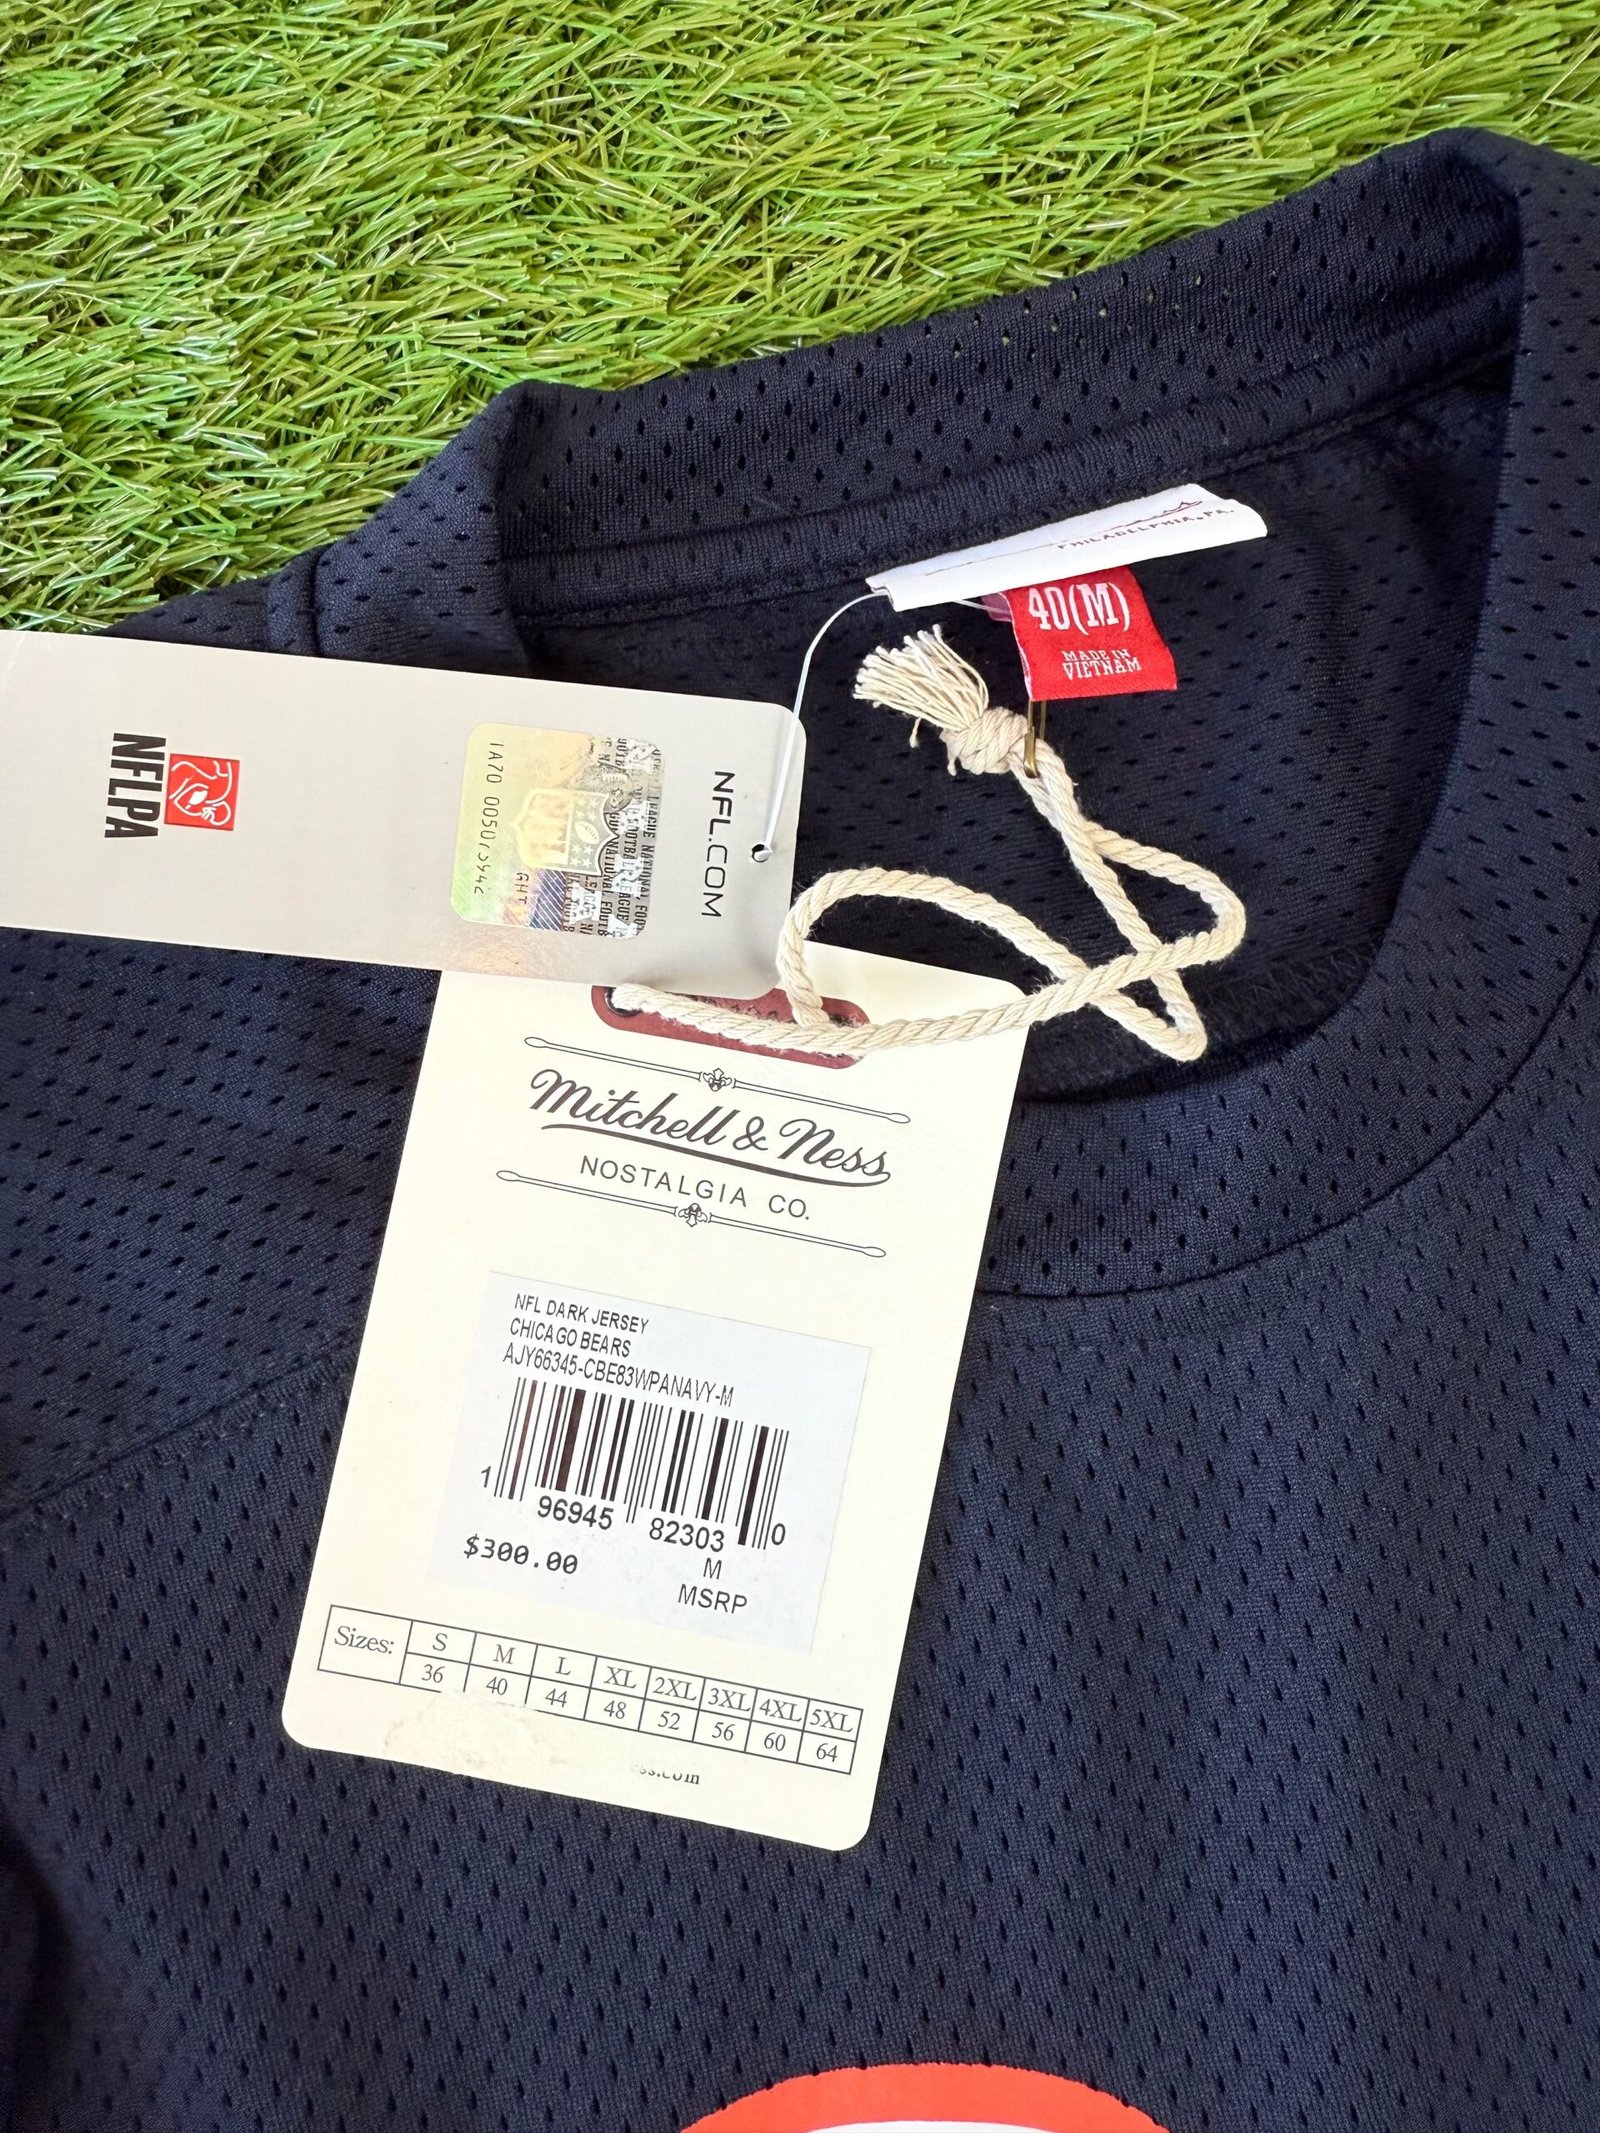 PHILADELPHIA, PA.
40(M)
MADE IN
VIETNAM
NFLPA
NFL.COM
Mitchell & Ness
NOSTALGIA CO.
NFL DARK JERSEY
CHICAGO BEARS
AJY66345-CBE83WPANAVY-M
1 96945 82303 0
$300.00 M
MSRP
Sizes: S M L XL 2XL 3XL 4XL 5XL
36 40 44 48 52 56 60 64